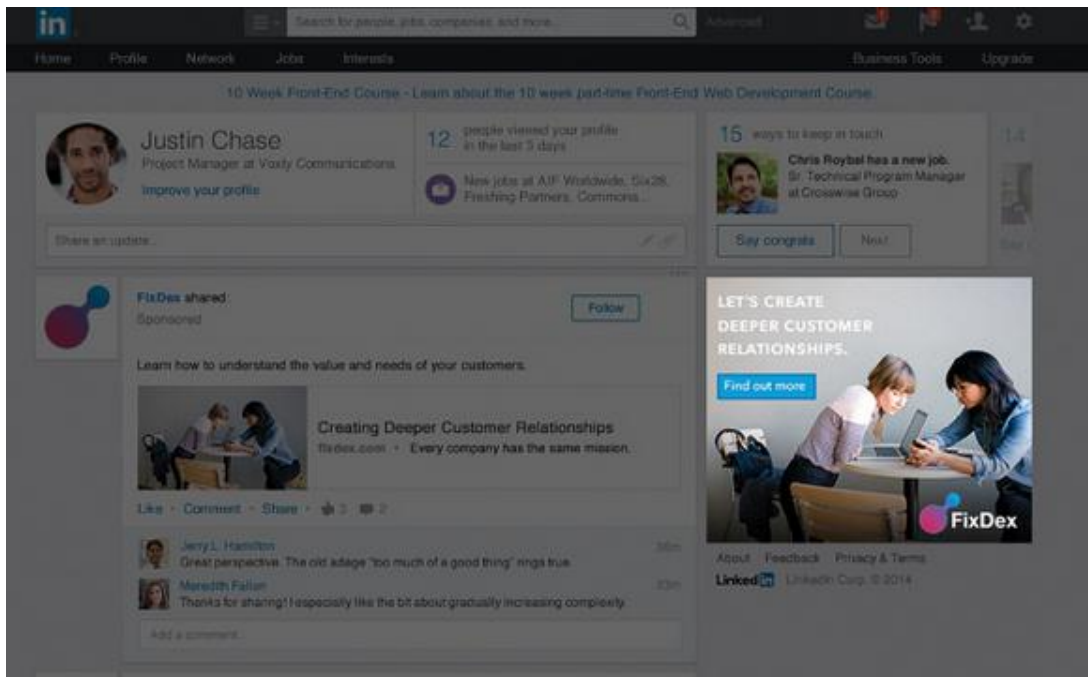 in
Search for people, jobs, companies, and more...
Advanced
Home Profile Network Jobs Interests
Business Tools Upgrade
10 Week Front-End Course - Learn about the 10 week part-time Front-End Web Development Course.
Justin Chase
Project Manager at Voxty Communications
Improve your profile
12 people viewed your profile
in the last 3 days
New jobs at AIF Worldwide, Six28,
Freshing Partners, Commona...
Share an update...
15 ways to keep in touch
Chris Roybal has a new job.
Sr. Technical Program Manager
at Crosswise Group
Say congrats Next
14
FixDex shared:
Sponsored
Follow
Learn how to understand the value and needs of your customers.
Creating Deeper Customer Relationships
fixdex.com • Every company has the same mission.
Like • Comment • Share • 3 2
Jerry L. Hamilton
Great perspective. The old adage "too much of a good thing" rings true.
Meredith Fallon
Thanks for sharing! I especially like the bit about gradually increasing complexity.
Add a comment...
LET'S CREATE
DEEPER CUSTOMER
RELATIONSHIPS.
Find out more
FixDex
About Feedback Privacy & Terms
LinkedIn LinkedIn Corp. © 2014